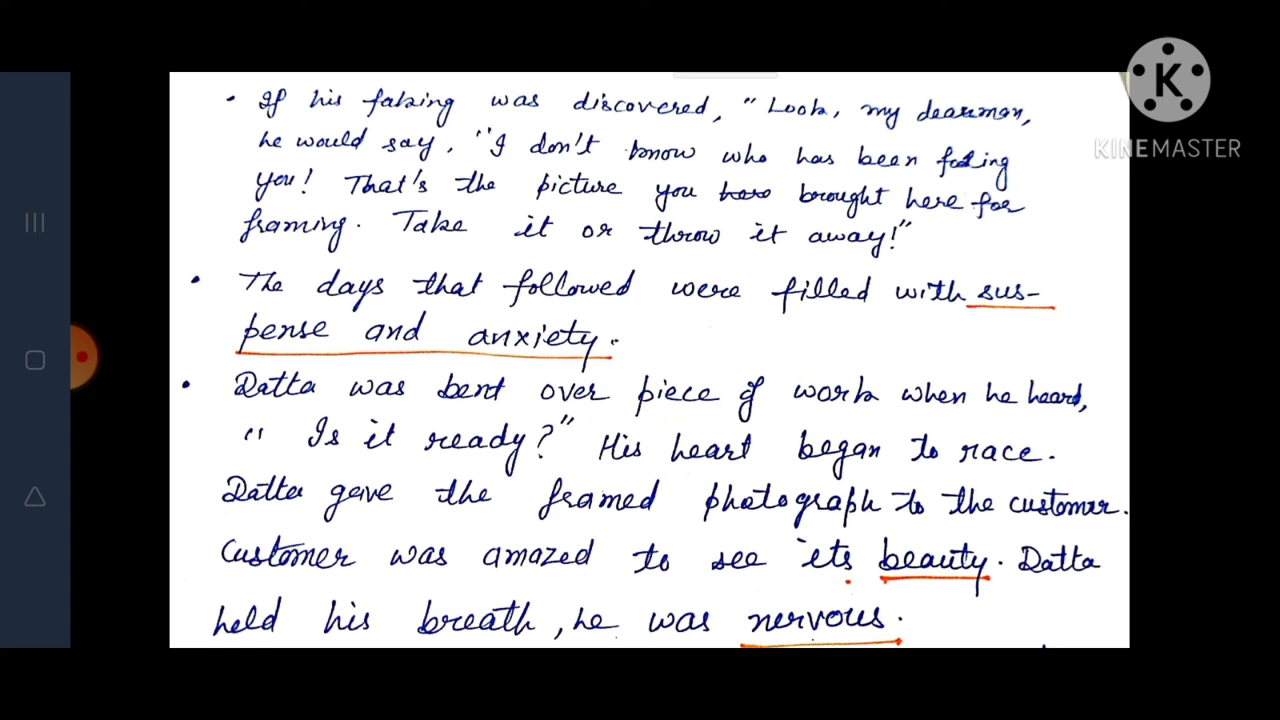 K
KINEMASTER
• If his faking was discovered, "Look, my dearman,
he would say, "I don't know who has been fooling
you! That's the picture you brought here for
framing. Take it or throw it away!"
• The days that followed were filled with sus-
pense and anxiety.
• Datta was bent over piece of work when he heard,
" Is it ready?" His heart began to race.
Datta gave the framed photograph to the customer.
Customer was amazed to see its beauty. Datta
held his breath, he was nervous.